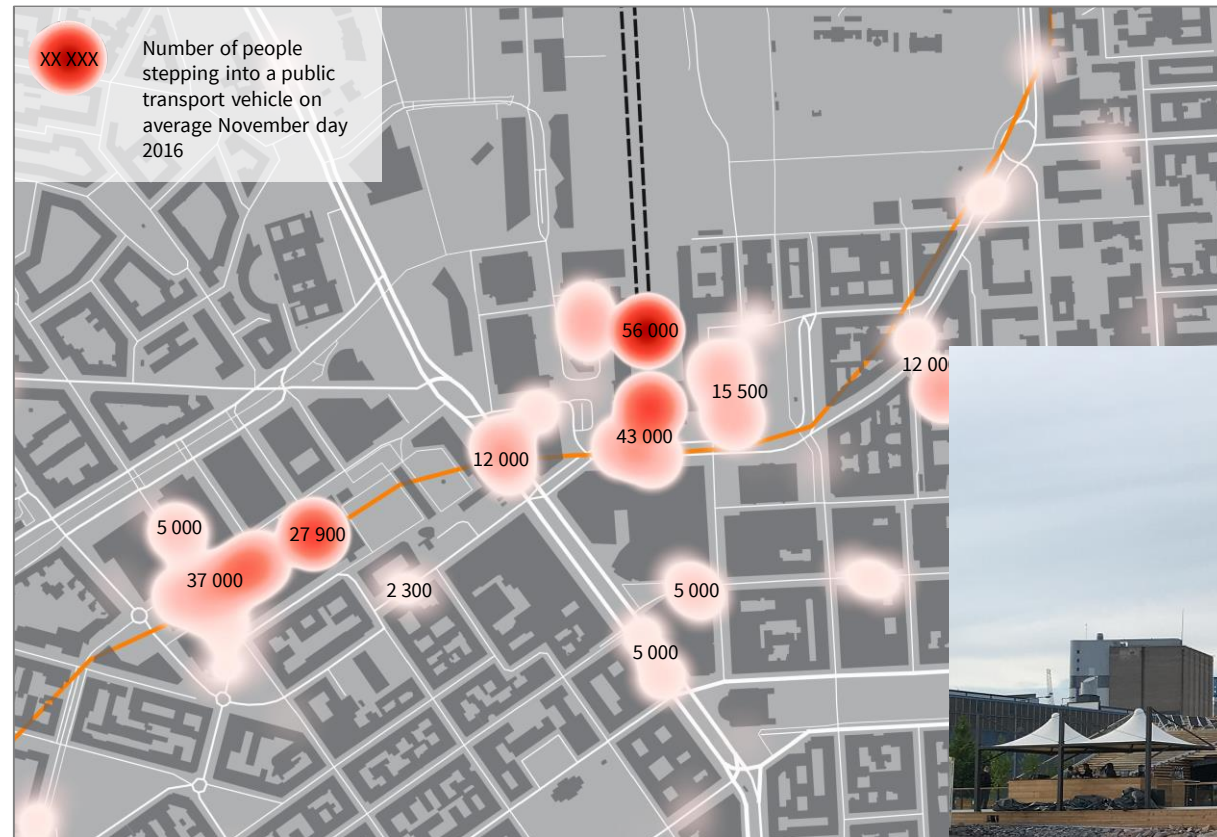 XX XXX
Number of people
stepping into a public
transport vehicle on
average November day
2016
56 000
12 00
15 500
43 000
12 000
5 000
27 900
37 000
2 300
5 000
5 000